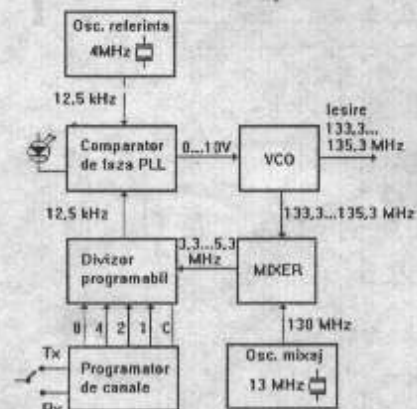 Osc. referinta
4MHz
12,5 kHz
Iesire
133,3...
135,3 MHz
Comparator
de faza PLL
0...10V
VCO
12,5 kHz
133,3...135,3 MHz
Divizor
programabil
3,3...5,3
MHz
MIXER
8 4 2 1 C
130 MHz
Tx
Programator
de canale
Rx
Osc. mixaj
13 MHz